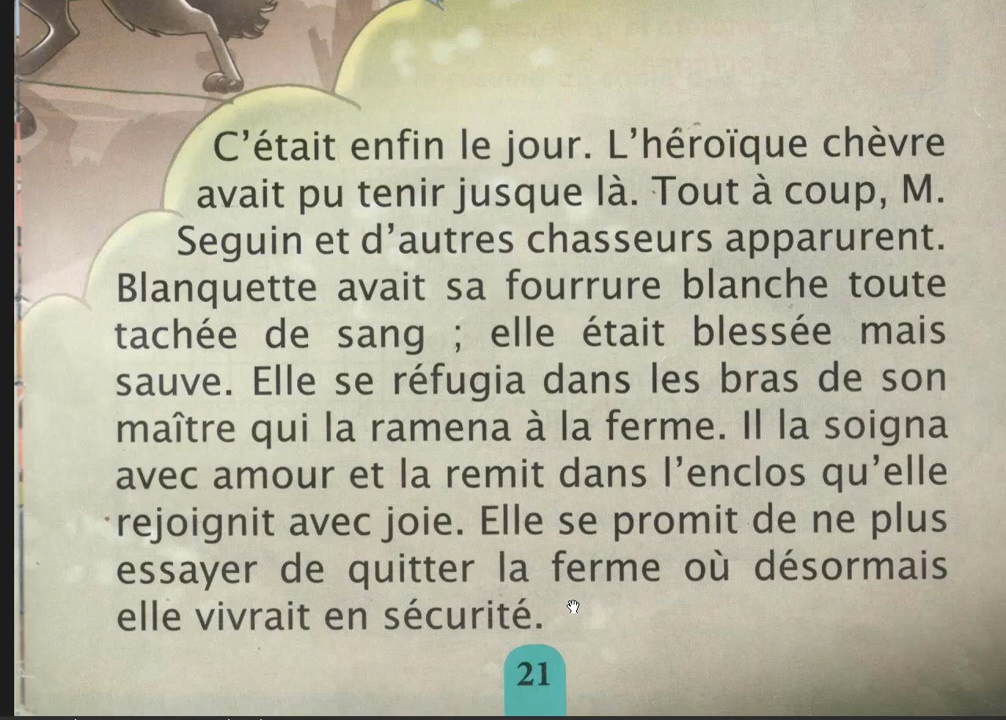 C'était enfin le jour. L'héroïque chèvre
avait pu tenir jusque là. Tout à coup, M.
Seguin et d'autres chasseurs apparurent.
Blanquette avait sa fourrure blanche toute
tachée de sang ; elle était blessée mais
sauve. Elle se réfugia dans les bras de son
maître qui la ramena à la ferme. Il la soigna
avec amour et la remit dans l'enclos qu'elle
rejoignit avec joie. Elle se promit de ne plus
essayer de quitter la ferme où désormais
elle vivrait en sécurité.
21